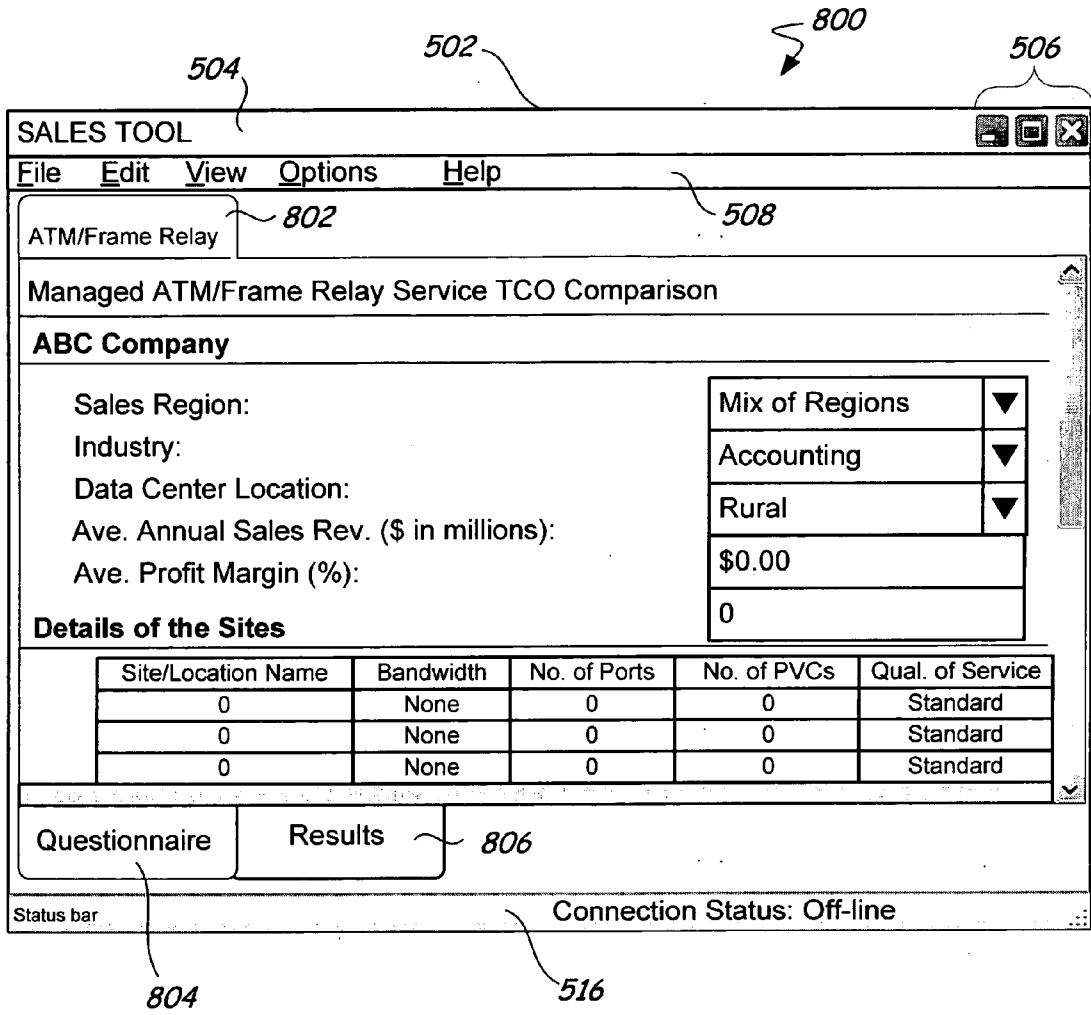 800
502
506
504
SALES TOOL
File Edit View Options Help
508
802
ATM/Frame Relay
Managed ATM/Frame Relay Service TCO Comparison
ABC Company
Sales Region: Mix of Regions
Industry: Accounting
Data Center Location: Rural
Ave. Annual Sales Rev. ($ in millions): $0.00
Ave. Profit Margin (%): 0
Details of the Sites
Site/Location Name Bandwidth No. of Ports No. of PVCs Qual. of Service
0 None 0 0 Standard
0 None 0 0 Standard
0 None 0 0 Standard
Questionnaire Results 806
Status bar Connection Status: Off-line
804 516